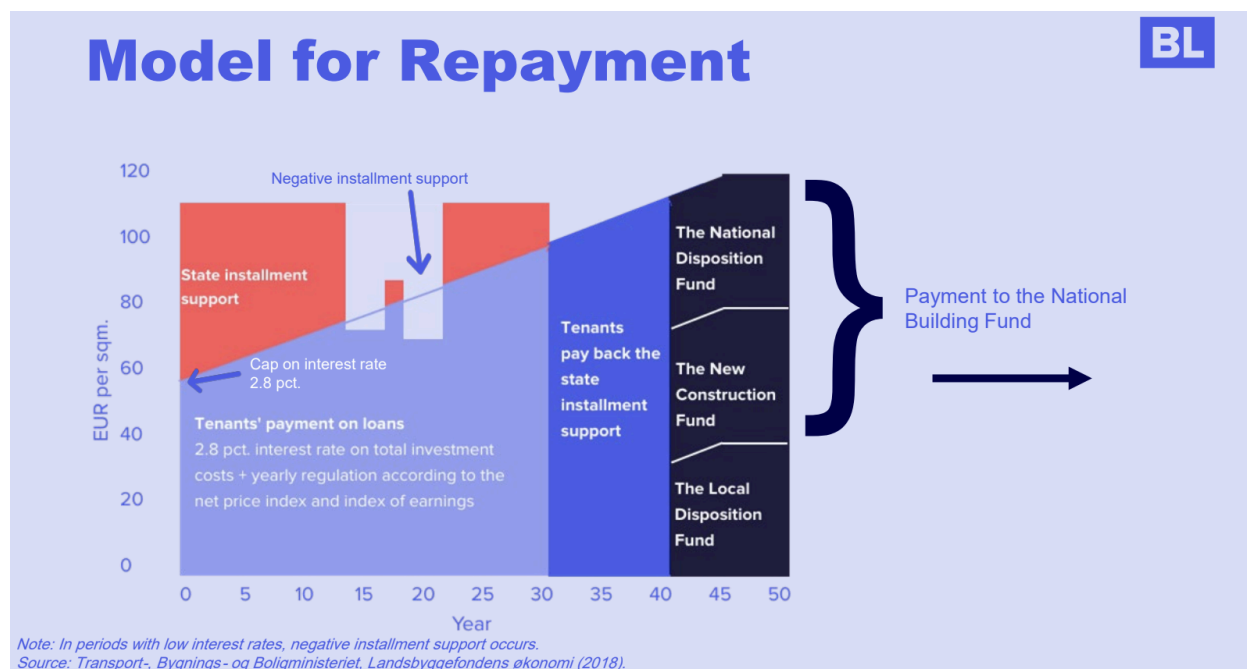 Model for Repayment
BL
120
100
80
60
40
20
0
EUR per sqm.
Negative installment support
State installment
support
Cap on interest rate
2.8 pct.
Tenants' payment on loans
2.8 pct. interest rate on total investment
costs + yearly regulation according to the
net price index and index of earnings
Tenants
pay back the
state
installment
support
The National
Disposition
Fund
The New
Construction
Fund
The Local
Disposition
Fund
Payment to the National
Building Fund
0 5 10 15 20 25 30 35 40 45 50
Year
Note: In periods with low interest rates, negative installment support occurs.
Source: Transport-, Bygnings- og Boligministeriet, Landsbyggefondens økonomi (2018).